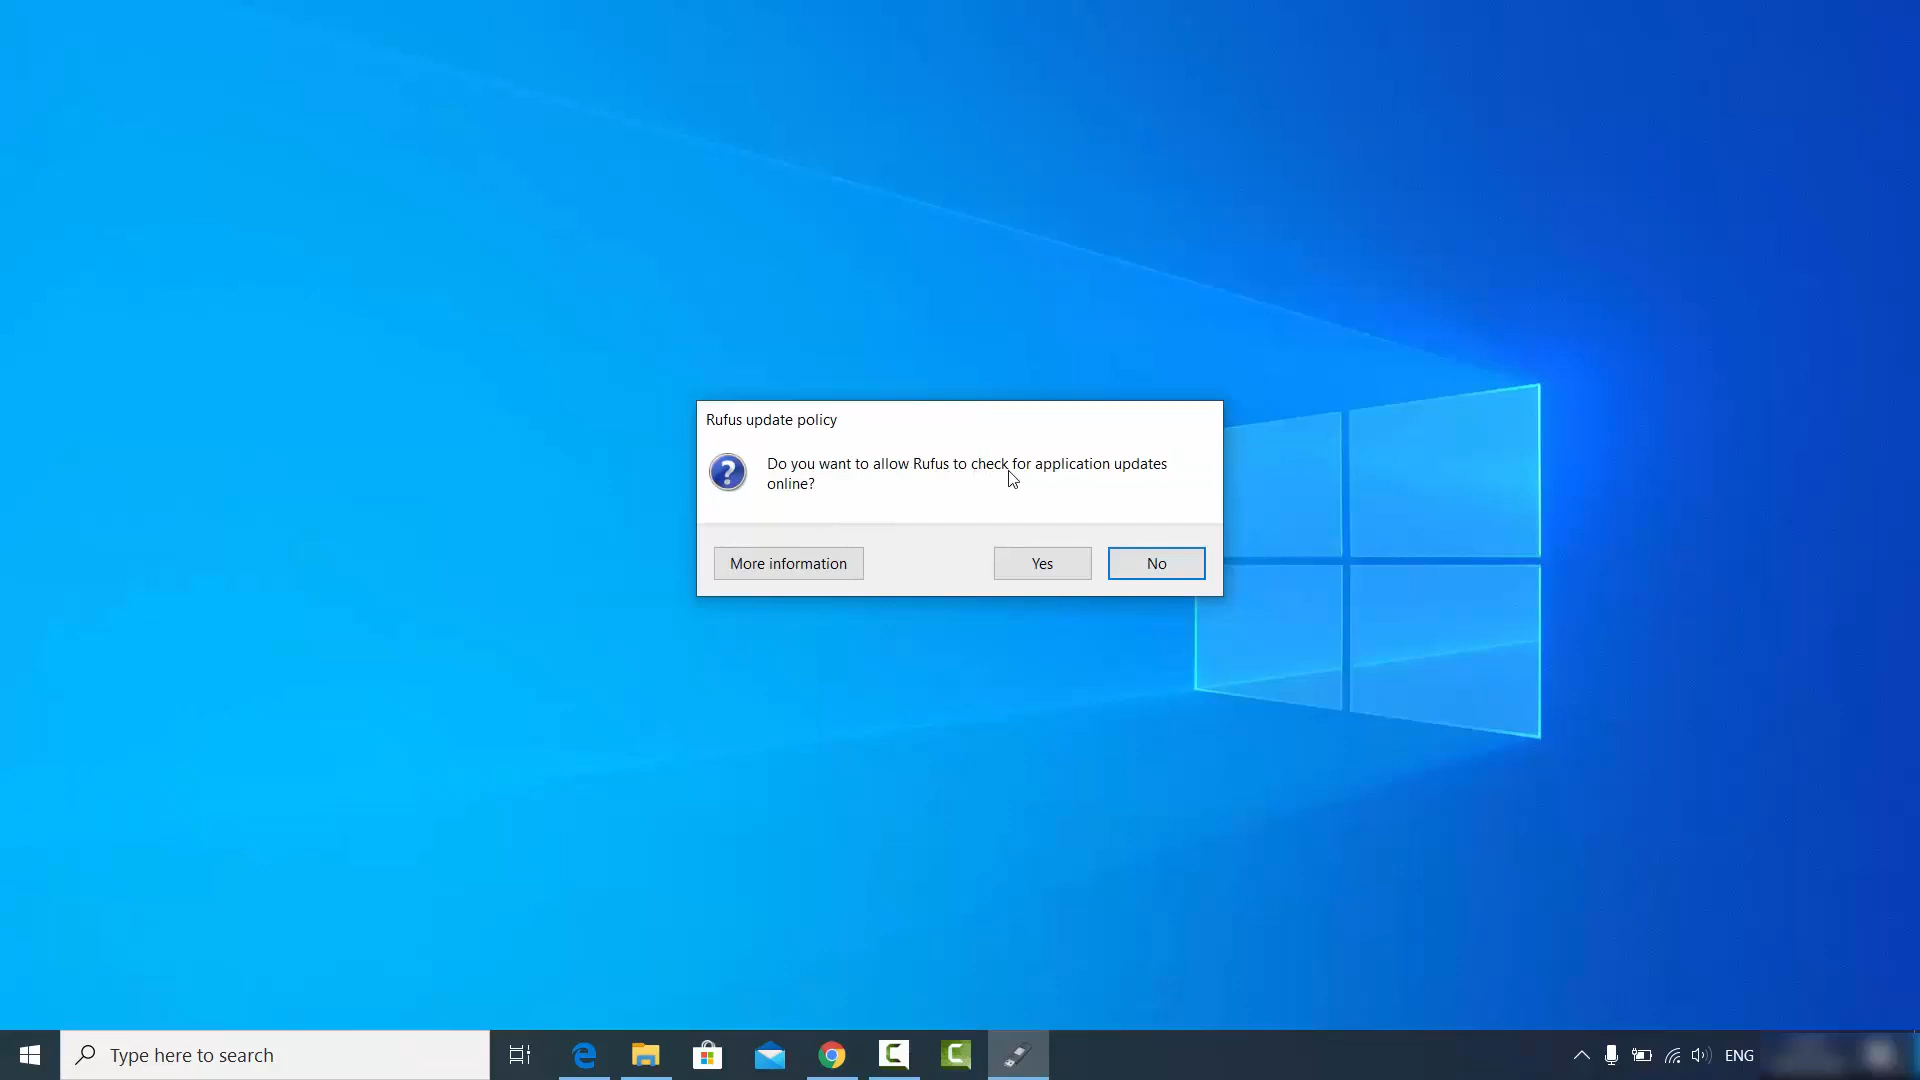 Rufus update policy
Do you want to allow Rufus to check for application updates
online?
More information
Yes
No
Type here to search
ENG